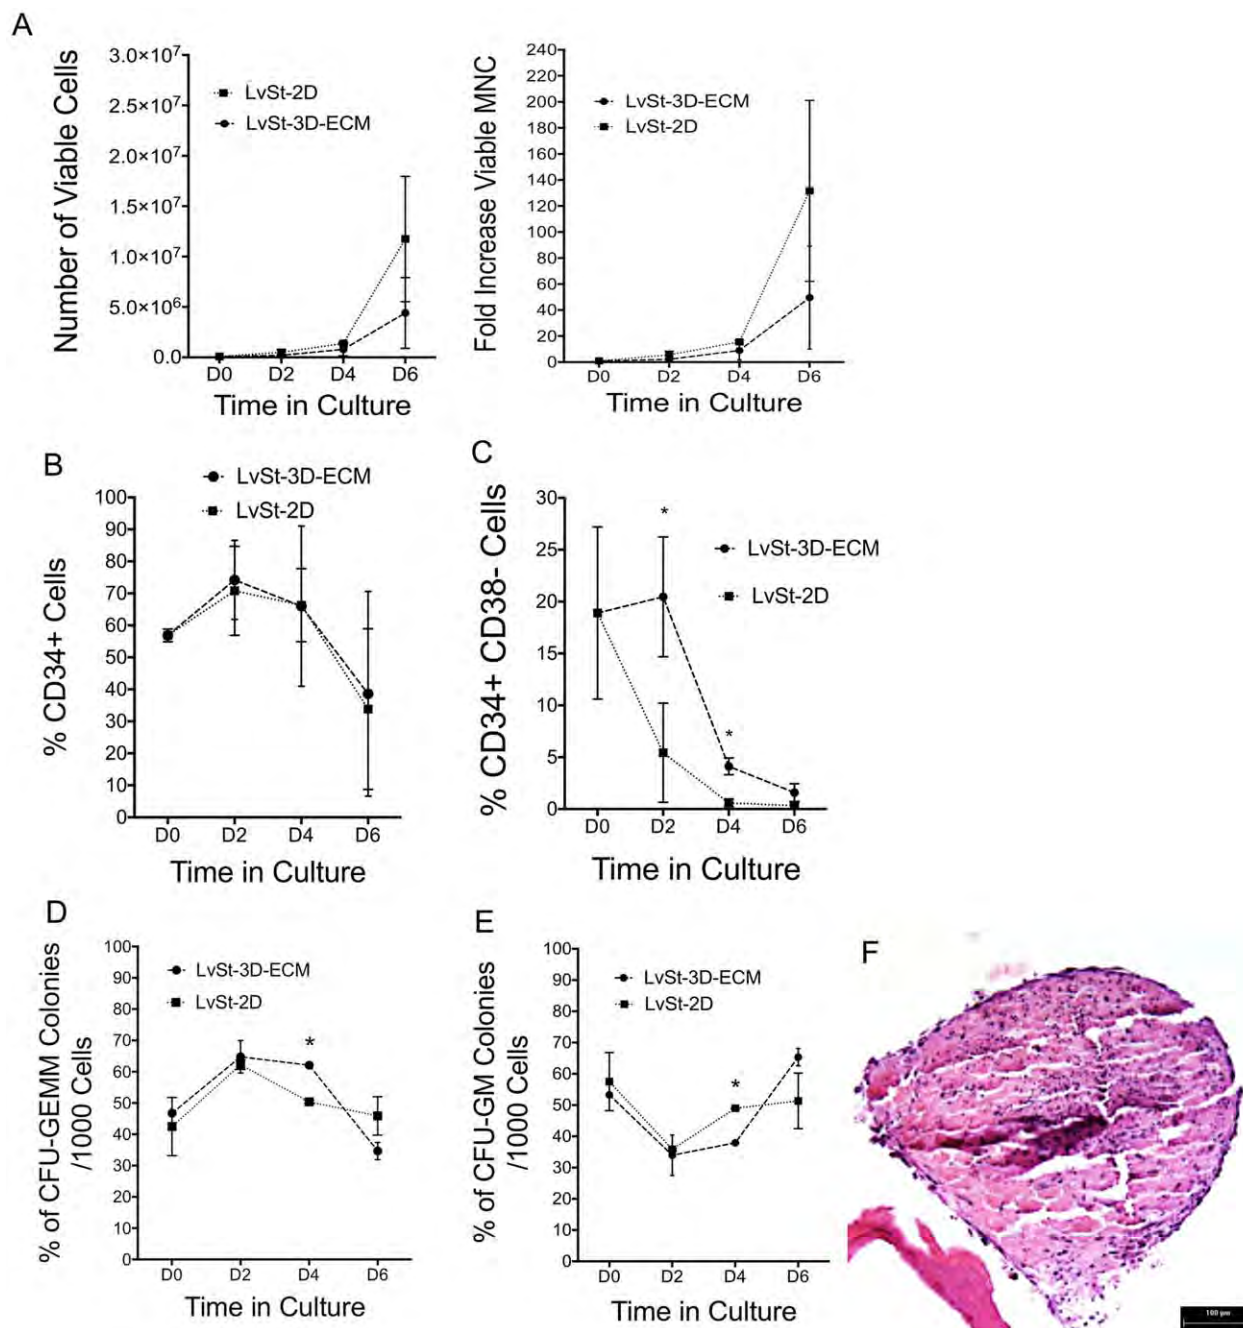 A
Number of Viable Cells
3.0×10⁷
2.5×10⁷
2.0×10⁷
1.5×10⁷
1.0×10⁷
5.0×10⁶
0.0
LvSt-2D
LvSt-3D-ECM
D0 D2 D4 D6
Time in Culture
Fold Increase Viable MNC
240
220
200
180
160
140
120
100
80
60
40
20
0
LvSt-3D-ECM
LvSt-2D
D0 D2 D4 D6
Time in Culture
B
% CD34+ Cells
100
90
80
70
60
50
40
30
20
10
0
LvSt-3D-ECM
LvSt-2D
D0 D2 D4 D6
Time in Culture
C
% CD34+ CD38- Cells
30
25
20
15
10
5
0
*
*
LvSt-3D-ECM
LvSt-2D
D0 D2 D4 D6
Time in Culture
D
% of CFU-GEMM Colonies
/1000 Cells
100
90
80
70
60
50
40
30
20
10
0
LvSt-3D-ECM
LvSt-2D
*
D0 D2 D4 D6
Time in Culture
E
% of CFU-GM Colonies
/1000 Cells
100
90
80
70
60
50
40
30
20
10
0
LvSt-3D-ECM
LvSt-2D
*
D0 D2 D4 D6
Time in Culture
F
100 µm